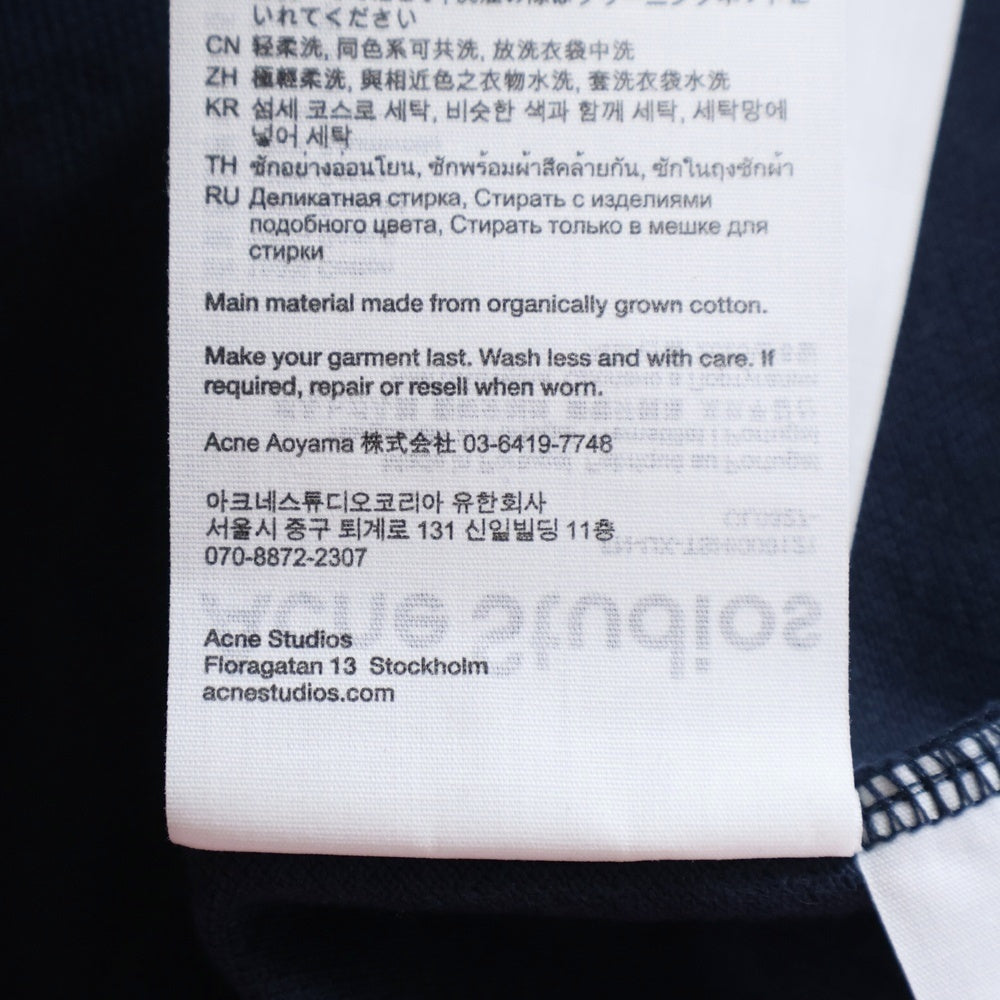 いれてください
CN 轻柔洗, 同色系可共洗, 放洗衣袋中洗
ZH 極輕柔洗, 與相近色之衣物水洗, 套洗衣袋水洗
KR 섬세 코스로 세탁, 비슷한 색과 함께 세탁, 세탁망에
넣어 세탁
TH ซักอย่างอ่อนโยน, ซักพร้อมผ้าสีคล้ายกัน, ซักในถุงซักผ้า
RU Деликатная стирка, Стирать с изделиями
подобного цвета, Стирать только в мешке для
стирки
Main material made from organically grown cotton.
Make your garment last. Wash less and with care. If
required, repair or resell when worn.
Acne Aoyama 株式会社 03-6419-7748
아크네스튜디오코리아 유한회사
서울시 중구 퇴계로 131 신일빌딩 11층
070-8872-2307
Acne Studios
Floragatan 13 Stockholm
acnestudios.com